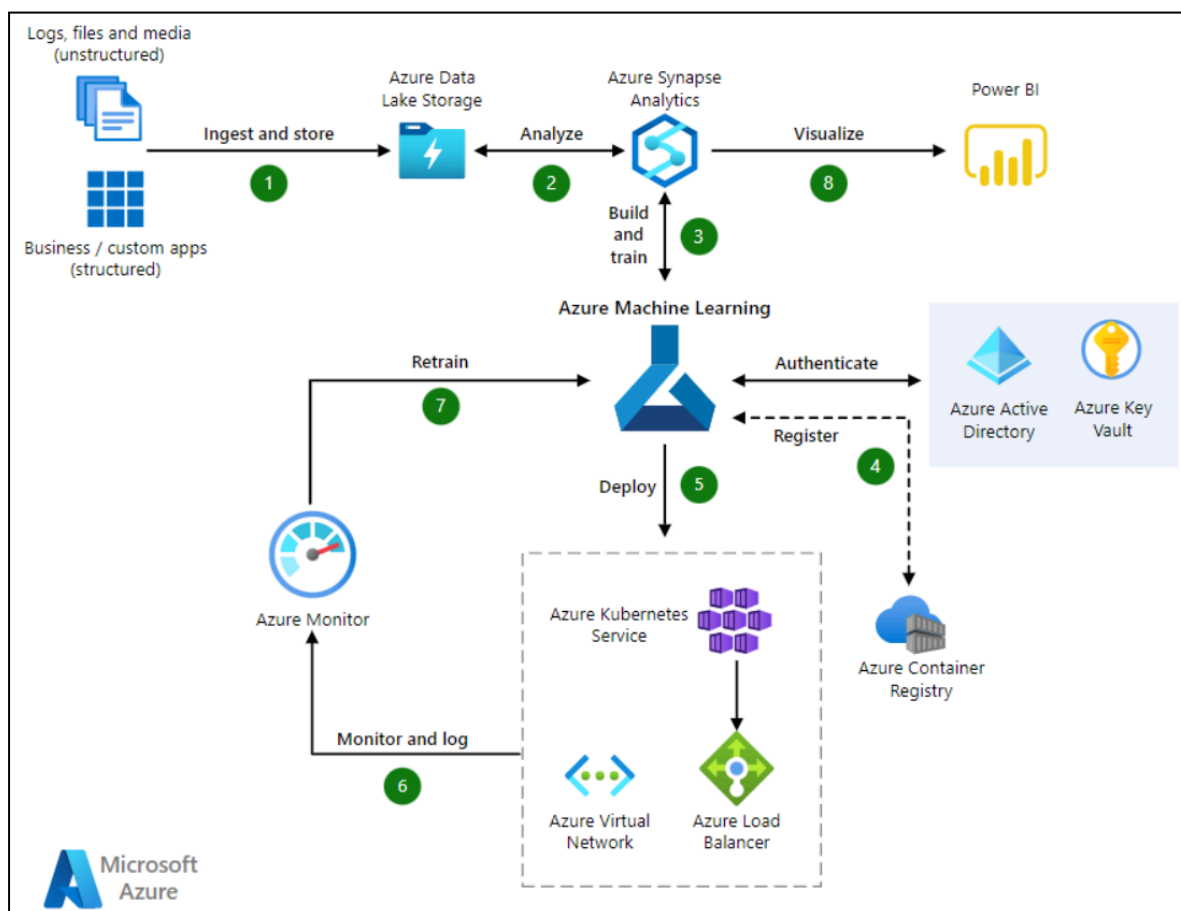 Logs, files and media
(unstructured)
Azure Data
Lake Storage
Azure Synapse
Analytics
Power BI
Ingest and store
Analyze
Visualize
1
2
8
Business / custom apps
(structured)
Build
and
train
3
Azure Machine Learning
Retrain
7
Authenticate
Azure Active
Directory
Azure Key
Vault
Register
4
Deploy
5
Azure Monitor
Azure Kubernetes
Service
Azure Container
Registry
Monitor and log
6
Azure Virtual
Network
Azure Load
Balancer
Microsoft
Azure